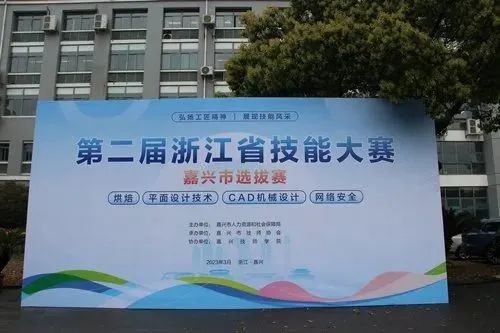 弘扬工匠精神 | 展现技能风采
第二届浙江省技能大赛
嘉兴市选拔赛
烘焙 平面设计技术 CAD机械设计 网络安全
主办单位：嘉兴市人力资源和社会保障局
承办单位：嘉兴市技师协会
协办单位：嘉兴技师学院
2023年3月 浙江·嘉兴